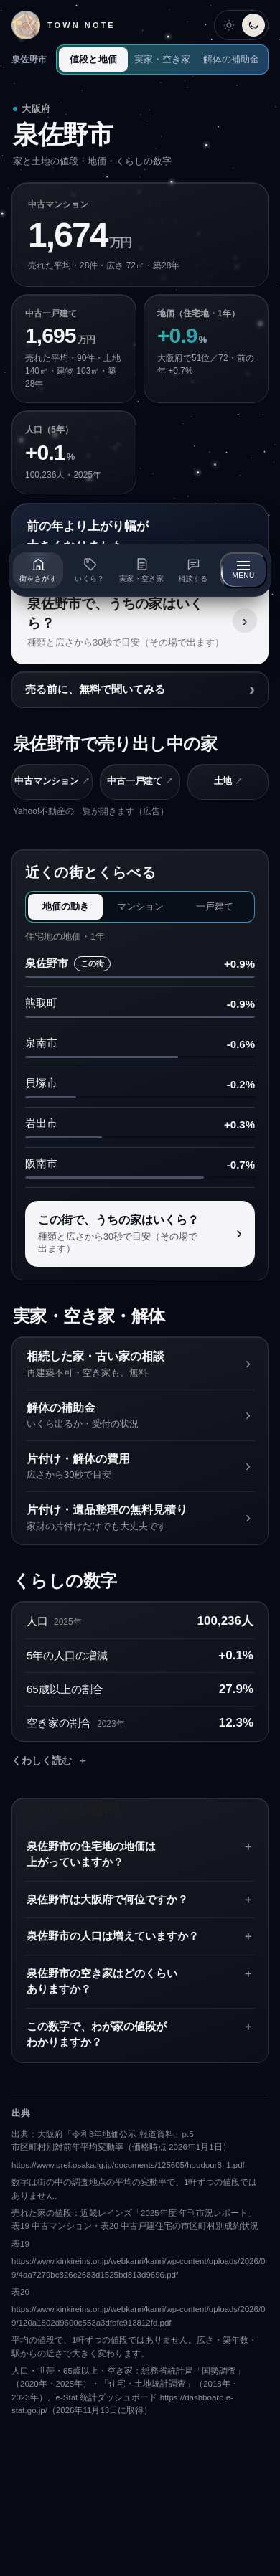 TOWN NOTE
泉佐野市
値段と地価
実家・空き家
解体の補助金
大阪府
泉佐野市
家と土地の値段・地価・くらしの数字
中古マンション
1,674万円
売れた平均・28件・広さ 72㎡・築28年
中古一戸建て
1,695万円
売れた平均・90件・土地
140㎡・建物 103㎡・築
28年
地価（住宅地・1年）
+0.9%
大阪府で51位／72・前の
年 +0.7%
人口（5年）
+0.1%
100,236人・2025年
前の年より上がり幅が
街をさがす
いくら？
実家・空き家
相談する
MENU
泉佐野市で、うちの家はいく
ら？
種類と広さから30秒で目安（その場で出ます）
売る前に、無料で聞いてみる
泉佐野市で売り出し中の家
中古マンション ↗
中古一戸建て ↗
土地 ↗
Yahoo!不動産の一覧が開きます（広告）
近くの街とくらべる
地価の動き
マンション
一戸建て
住宅地の地価・1年
泉佐野市 この街 +0.9%
熊取町 -0.9%
泉南市 -0.6%
貝塚市 -0.2%
岩出市 +0.3%
阪南市 -0.7%
この街で、うちの家はいくら？
種類と広さから30秒で目安（その場で
出ます）
実家・空き家・解体
相続した家・古い家の相談
再建築不可・空き家も。無料
解体の補助金
いくら出るか・受付の状況
片付け・解体の費用
広さから30秒で目安
片付け・遺品整理の無料見積り
家財の片付けだけでも大丈夫です
くらしの数字
人口 2025年 100,236人
5年の人口の増減 +0.1%
65歳以上の割合 27.9%
空き家の割合 2023年 12.3%
くわしく読む +
泉佐野市の住宅地の地価は
上がっていますか？ +
泉佐野市は大阪府で何位ですか？ +
泉佐野市の人口は増えていますか？ +
泉佐野市の空き家はどのくらい
ありますか？ +
この数字で、わが家の値段が
わかりますか？ +
出典
出典：大阪府「令和8年地価公示 報道資料」p.5
市区町村別対前年平均変動率（価格時点 2026年1月1日）
https://www.pref.osaka.lg.jp/documents/125605/houdour8_1.pdf
数字は街の中の調査地点の平均の変動率で、1軒ずつの値段では
ありません。
売れた家の値段：近畿レインズ「2025年度 年刊市況レポート」
表19 中古マンション・表20 中古戸建住宅の市区町村別成約状況
表19
https://www.kinkireins.or.jp/webkanri/kanri/wp-content/uploads/2026/0
9/4aa7279bc826c2683d1525bd813d9696.pdf
表20
https://www.kinkireins.or.jp/webkanri/kanri/wp-content/uploads/2026/0
9/120a1802d9600c553a3dfbfc913812fd.pdf
平均の値段で、1軒ずつの値段ではありません。広さ・築年数・
駅からの近さで大きく変わります。
人口・世帯・65歳以上・空き家：総務省統計局「国勢調査」
（2020年・2025年）・「住宅・土地統計調査」（2018年・
2023年）。e-Stat 統計ダッシュボード https://dashboard.e-
stat.go.jp/（2026年11月13日に取得）